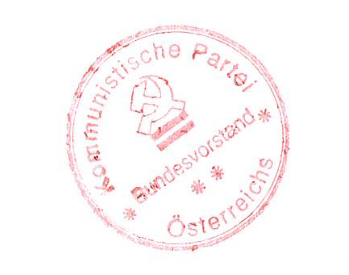 Kommunistische Partei
Bundesvorstand
Österreichs